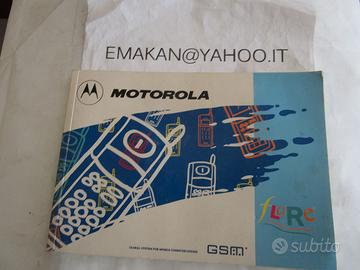 EMAKAN@YAHOO.IT
MOTOROLA
flaRe
GLOBAL SYSTEM FOR MOBILE COMMUNICATIONS
GSM
subito